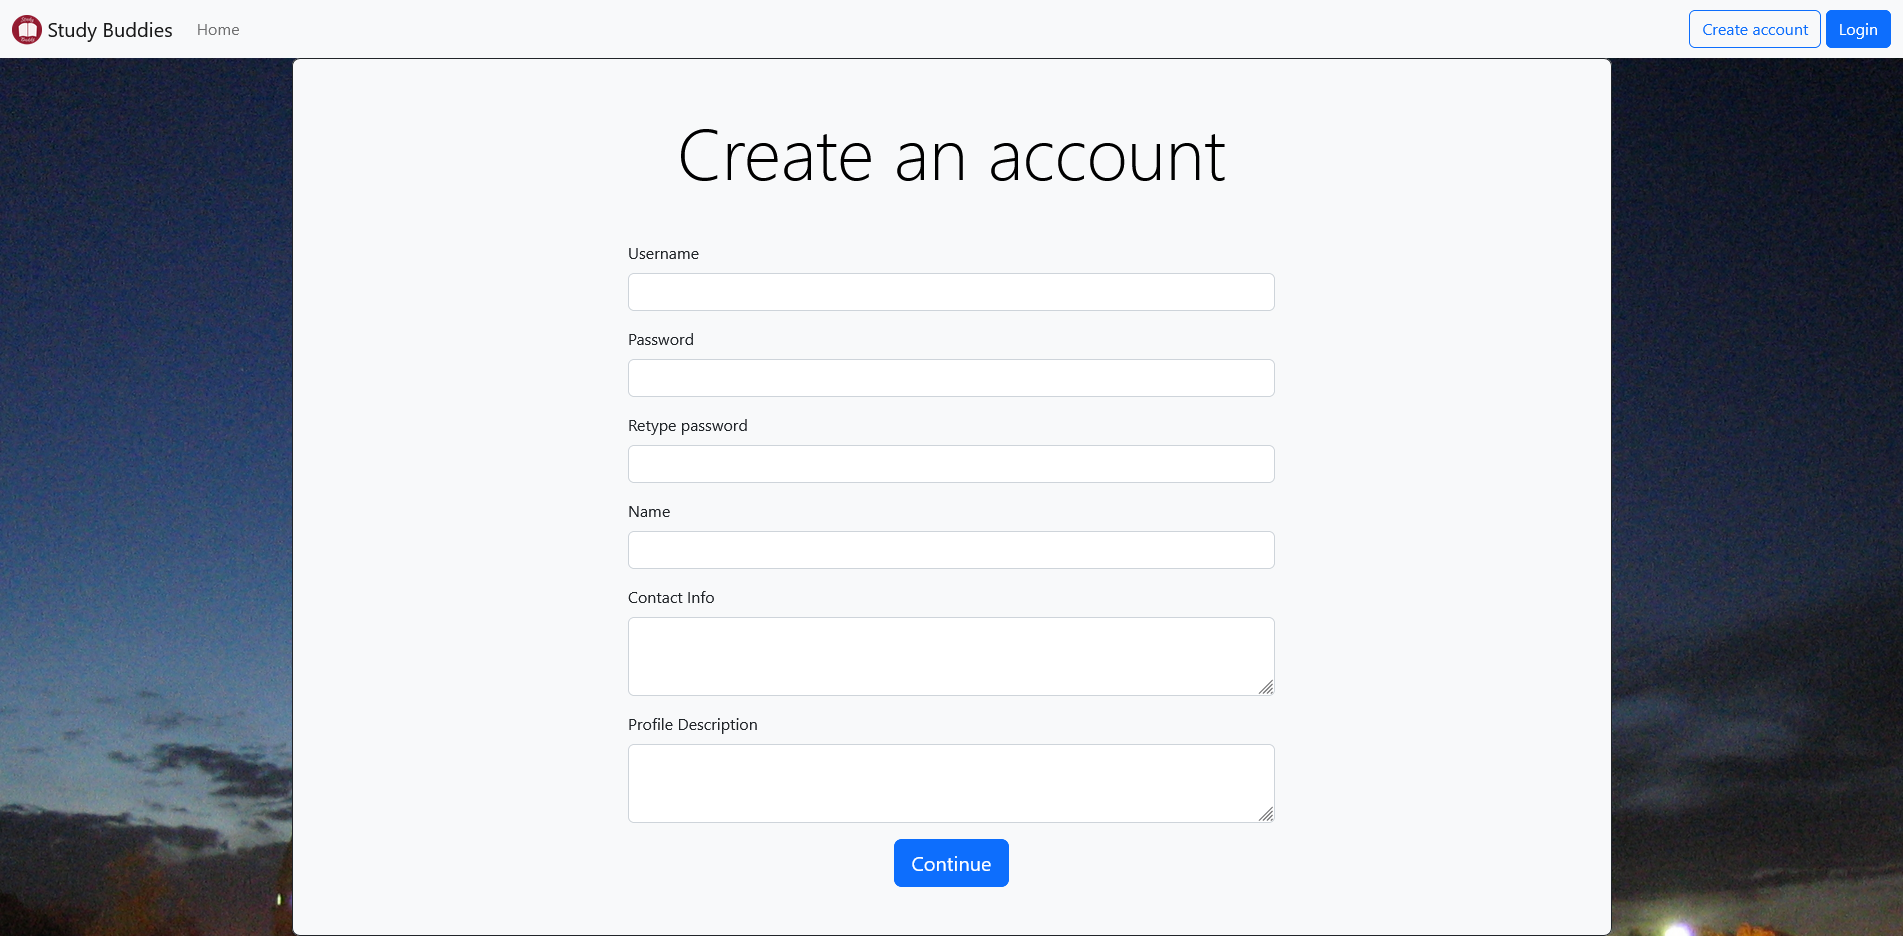 Study Buddies Home Create account Login
Create an account
Username
Password
Retype password
Name
Contact Info
Profile Description
Continue